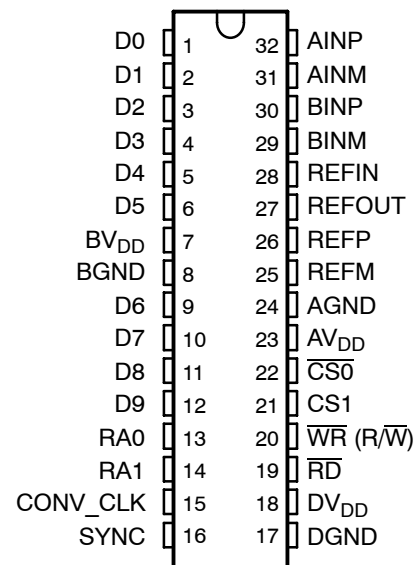 D0 1 32 AINP
D1 2 31 AINM
D2 3 30 BINP
D3 4 29 BINM
D4 5 28 REFIN
D5 6 27 REFOUT
BVDD 7 26 REFP
BGND 8 25 REFM
D6 9 24 AGND
D7 10 23 AVDD
D8 11 22 C̅S̅0̅
D9 12 21 CS1
RA0 13 20 W̅R̅ (R/W̅)
RA1 14 19 R̅D̅
CONV_CLK 15 18 DVDD
SYNC 16 17 DGND